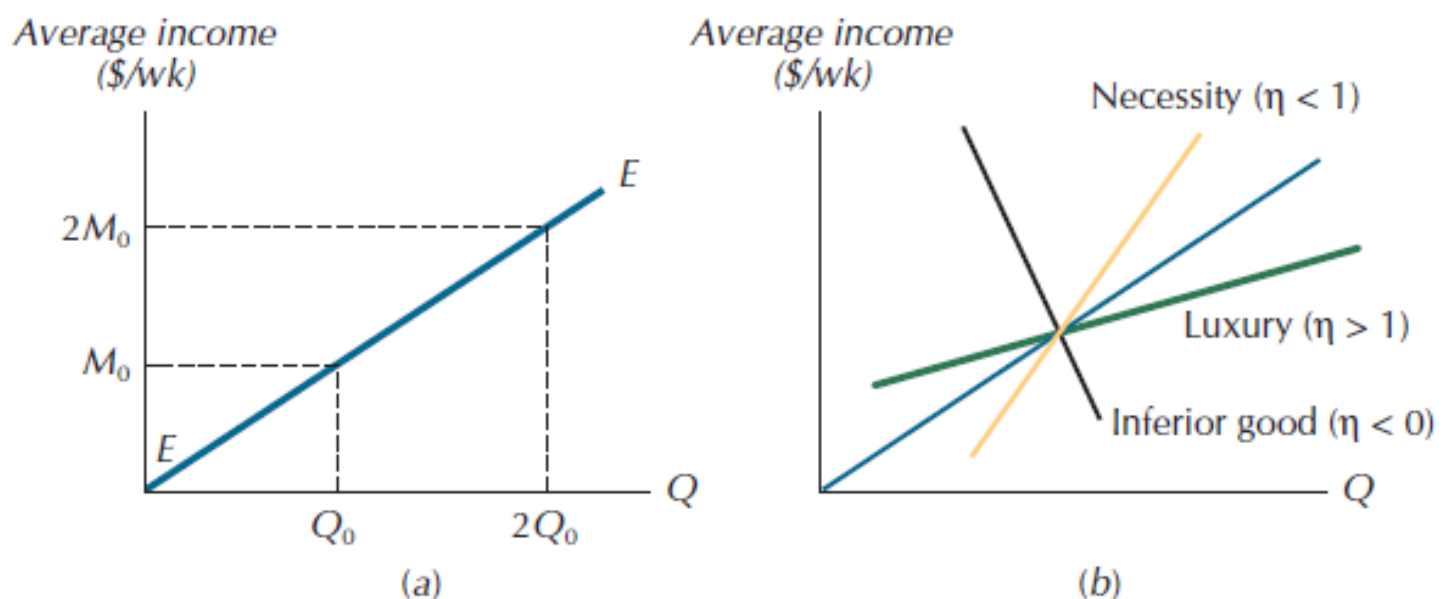 Average income
($/wk)
E
2M₀
M₀
E
Q
Q₀
2Q₀
(a)
Average income
($/wk)
Necessity (η < 1)
Luxury (η > 1)
Inferior good (η < 0)
Q
(b)